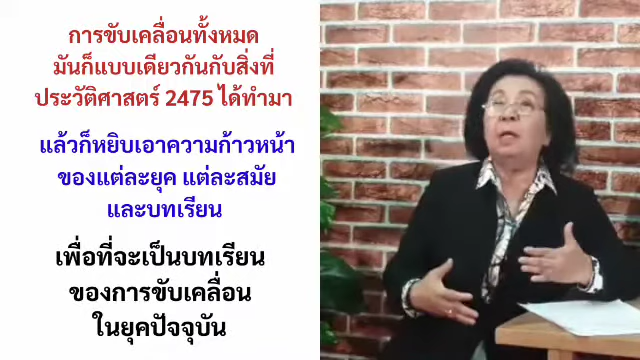 การขับเคลื่อนทั้งหมด
มันก็แบบเดียวกันกับสิ่งที่
ประวัติศาสตร์ 2475 ได้ทำมา
แล้วก็หยิบเอาความก้าวหน้า
ของแต่ละยุค แต่ละสมัย
และบทเรียน
เพื่อที่จะเป็นบทเรียน
ของการขับเคลื่อน
ในยุคปัจจุบัน